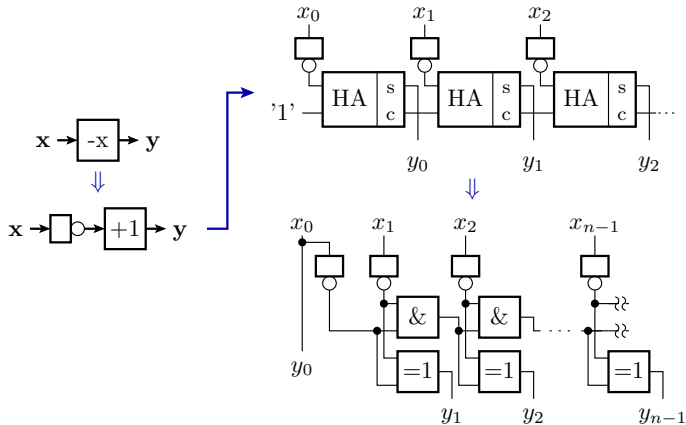 x₀ x₁ x₂
HA s c HA s c HA s c
'1' ...
y₀ y₁ y₂
x -x y
⇓ ⇓
x +1 y
x₀ x₁ x₂ xₙ₋₁
& &
...
y₀ =1 =1 =1
y₁ y₂ yₙ₋₁